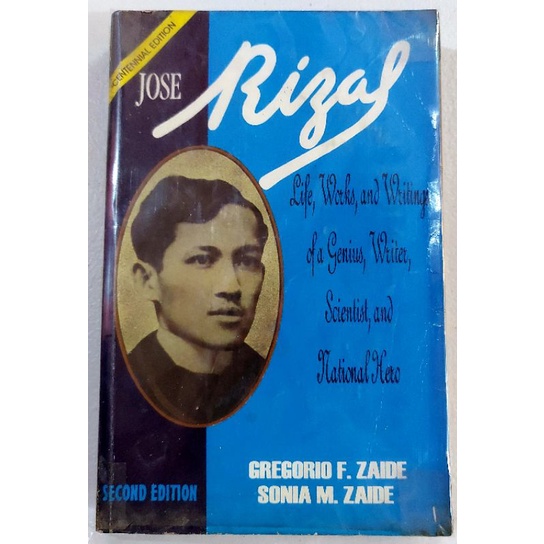 CENTENNIAL EDITION
JOSE
Rizal
Life, Works, and Writings
of a Genius, Writer,
Scientist, and
National Hero
GREGORIO F. ZAIDE
SONIA M. ZAIDE
SECOND EDITION